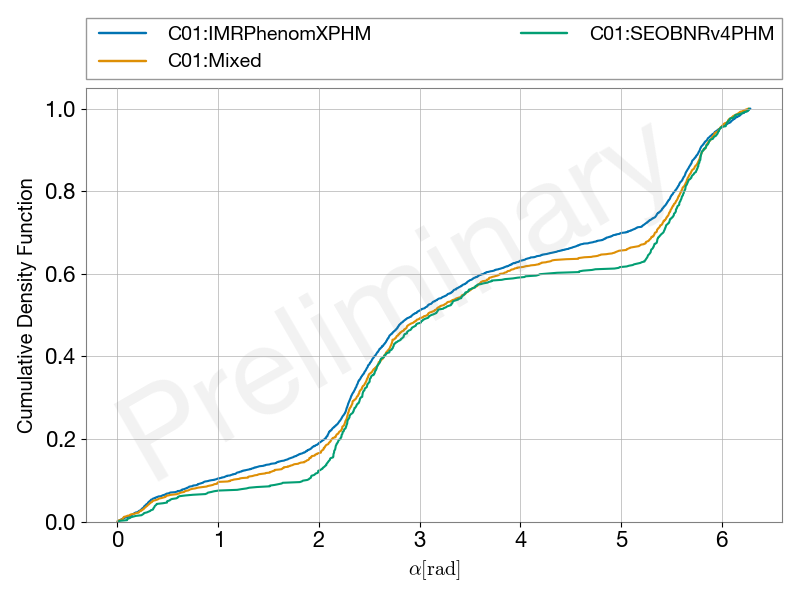 C01:IMRPhenomXPHM
C01:Mixed
C01:SEOBNRv4PHM
Preliminary
Cumulative Density Function
1.0
0.8
0.6
0.4
0.2
0.0
0 1 2 3 4 5 6
α[rad]